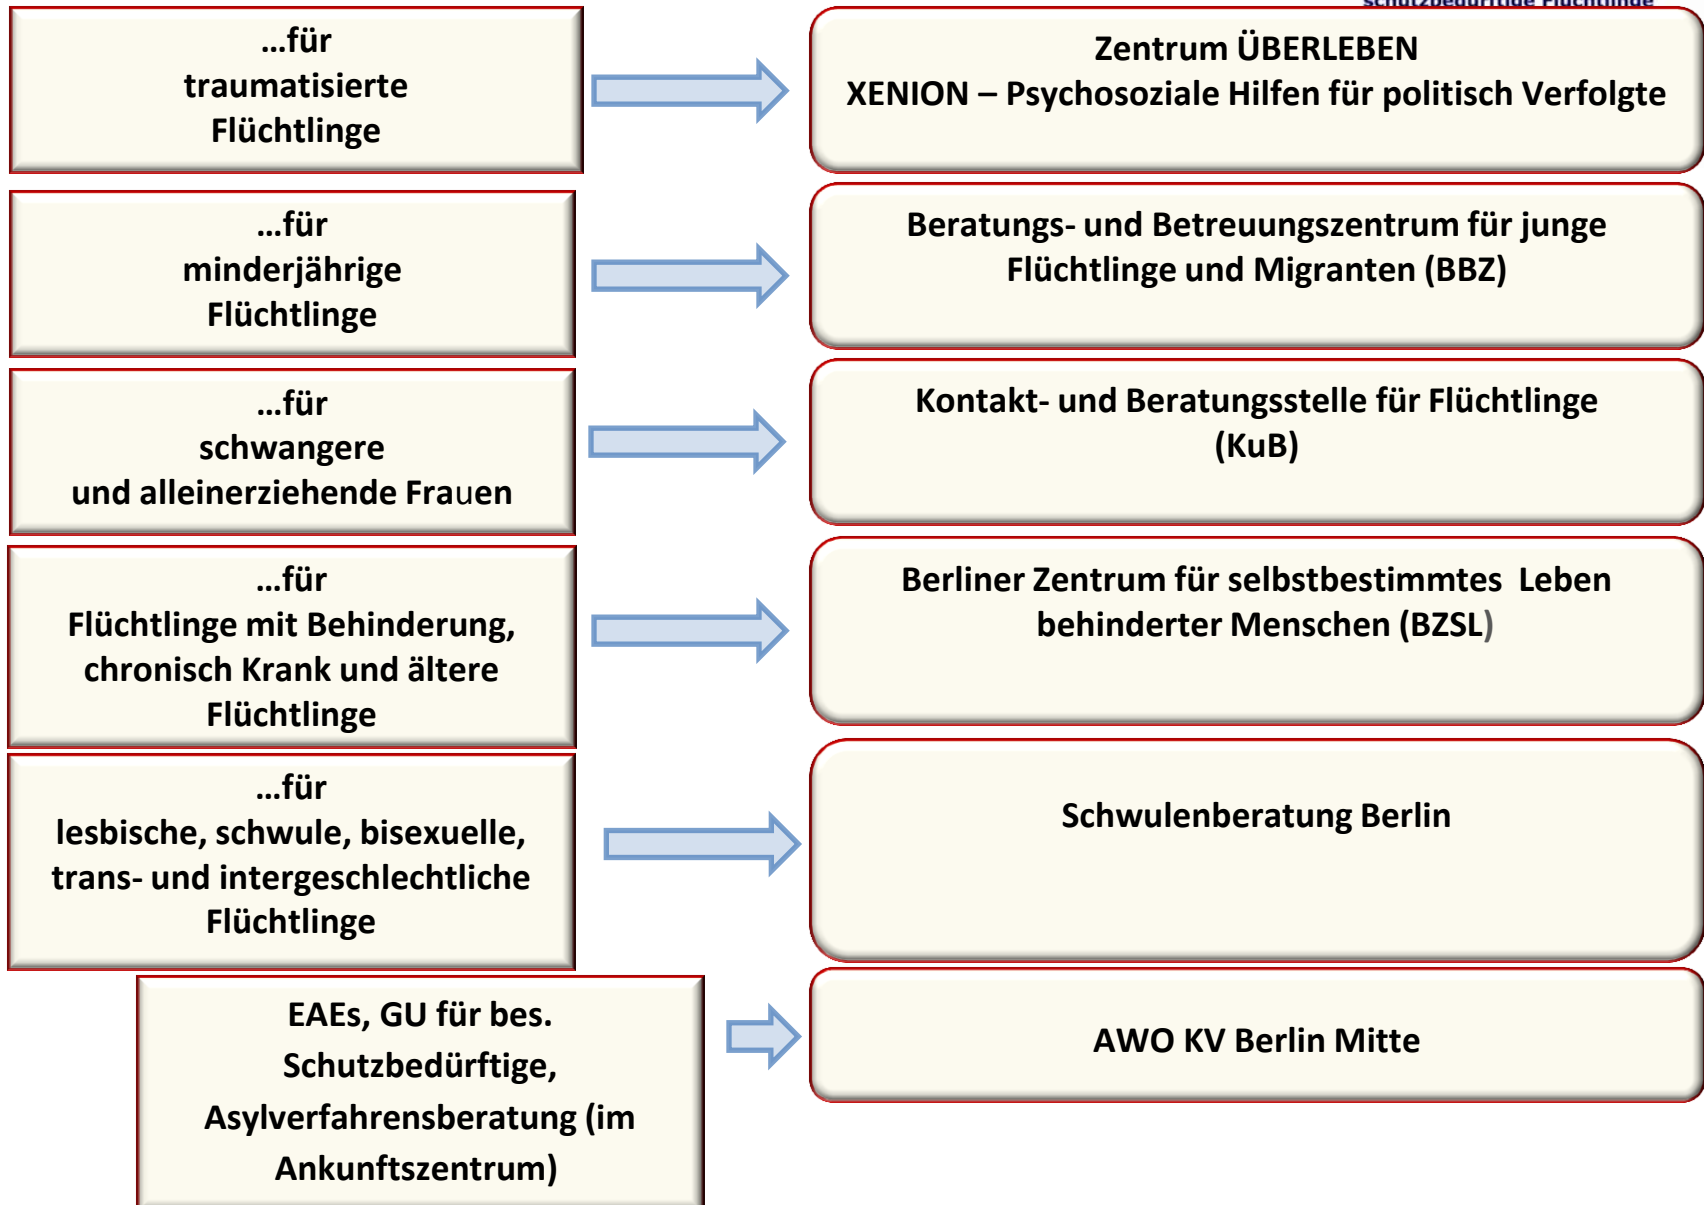 schutzbedürftige Flüchtlinge
…für
traumatisierte
Flüchtlinge
Zentrum ÜBERLEBEN
XENION – Psychosoziale Hilfen für politisch Verfolgte
…für
minderjährige
Flüchtlinge
Beratungs- und Betreuungszentrum für junge
Flüchtlinge und Migranten (BBZ)
…für
schwangere
und alleinerziehende Frauen
Kontakt- und Beratungsstelle für Flüchtlinge
(KuB)
…für
Flüchtlinge mit Behinderung,
chronisch Krank und ältere
Flüchtlinge
Berliner Zentrum für selbstbestimmtes Leben
behinderter Menschen (BZSL)
…für
lesbische, schwule, bisexuelle,
trans- und intergeschlechtliche
Flüchtlinge
Schwulenberatung Berlin
EAEs, GU für bes.
Schutzbedürftige,
Asylverfahrensberatung (im
Ankunftszentrum)
AWO KV Berlin Mitte